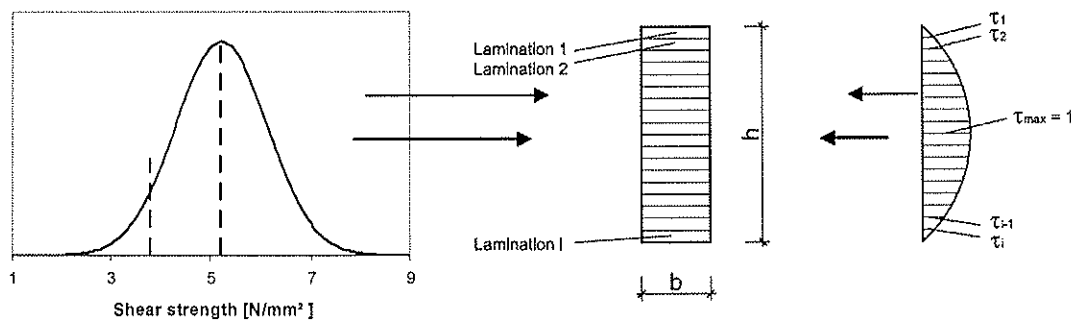 1 3 5 7 9
Shear strength [N/mm²]
Lamination 1
Lamination 2
Lamination i
h
b
τ1
τ2
τmax = 1
τi-1
τi